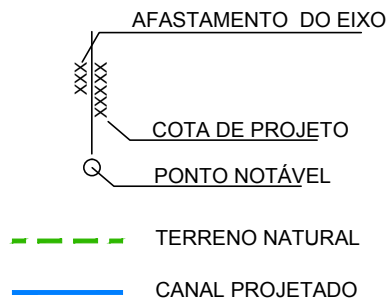 AFASTAMENTO DO EIXO
XXX
XXXXX
COTA DE PROJETO
PONTO NOTÁVEL
TERRENO NATURAL
CANAL PROJETADO